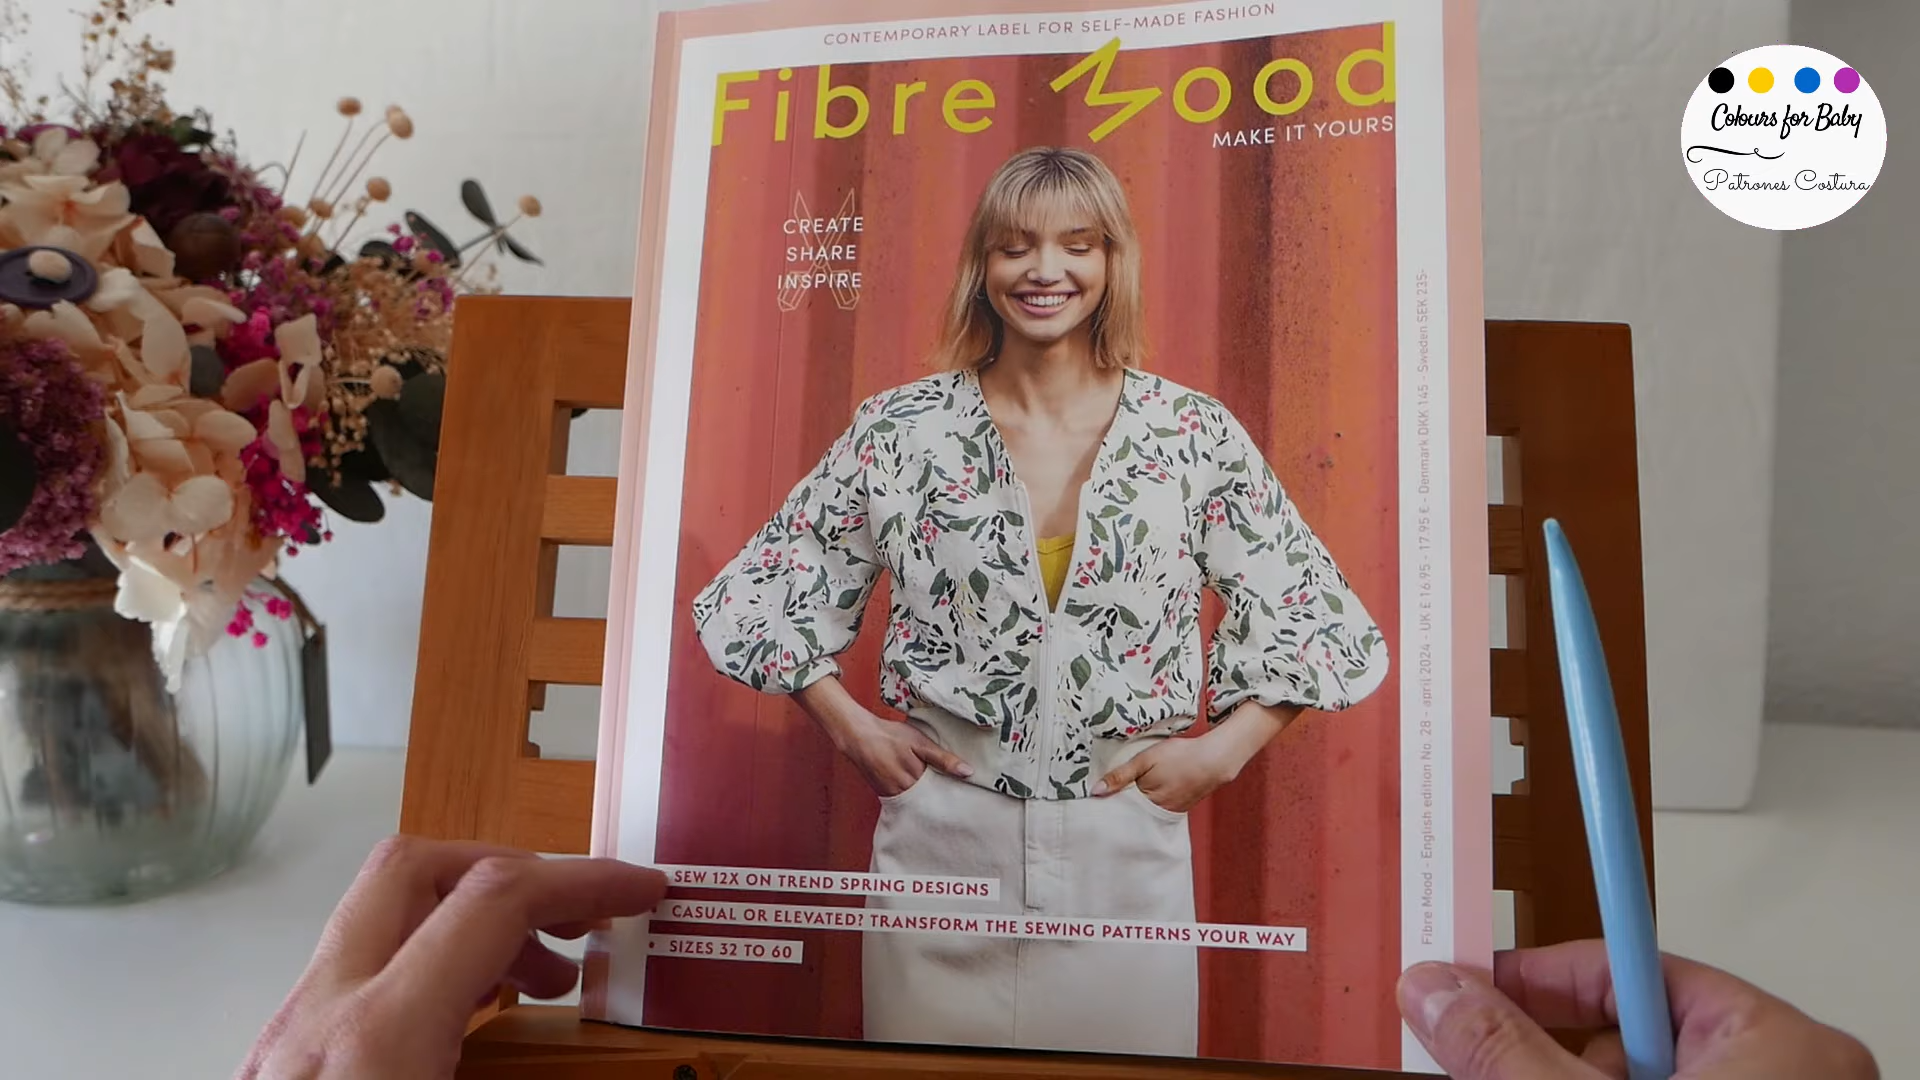 CONTEMPORARY LABEL FOR SELF-MADE FASHION
Fibre Mood
MAKE IT YOURS
CREATE
SHARE
INSPIRE
• SEW 12X ON TREND SPRING DESIGNS
• CASUAL OR ELEVATED? TRANSFORM THE SEWING PATTERNS YOUR WAY
• SIZES 32 TO 60
Fibre Mood - English edition No. 28 - april 2024 - UK £ 16.95 - 17.95 € - Denmark DKK 145 - Sweden SEK 235-
Colours for Baby
Patrones Costura